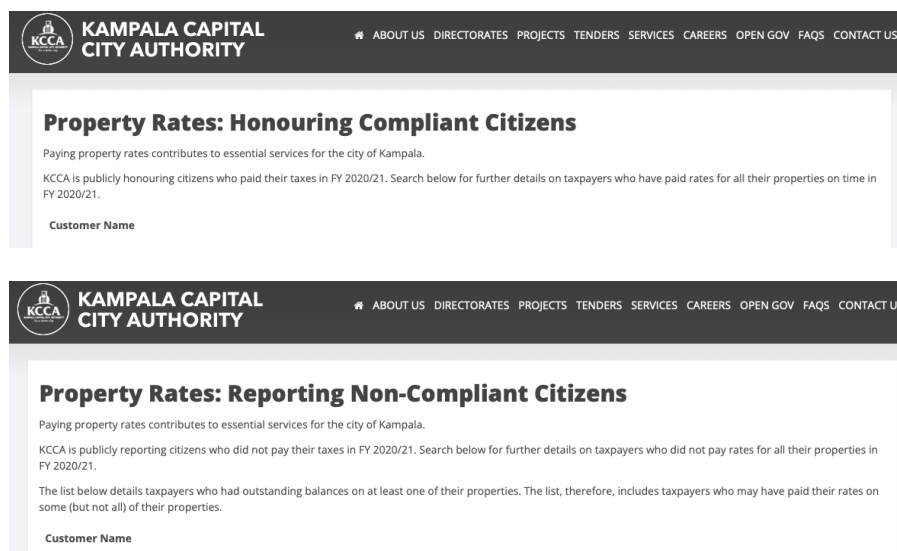 KCCA
KAMPALA CAPITAL
CITY AUTHORITY
ABOUT US DIRECTORATES PROJECTS TENDERS SERVICES CAREERS OPEN GOV FAQS CONTACT US
Property Rates: Honouring Compliant Citizens
Paying property rates contributes to essential services for the city of Kampala.
KCCA is publicly honouring citizens who paid their taxes in FY 2020/21. Search below for further details on taxpayers who have paid rates for all their properties on time in
FY 2020/21.
Customer Name
KCCA
KAMPALA CAPITAL
CITY AUTHORITY
ABOUT US DIRECTORATES PROJECTS TENDERS SERVICES CAREERS OPEN GOV FAQS CONTACT U
Property Rates: Reporting Non-Compliant Citizens
Paying property rates contributes to essential services for the city of Kampala.
KCCA is publicly reporting citizens who did not pay their taxes in FY 2020/21. Search below for further details on taxpayers who did not pay rates for all their properties in
FY 2020/21.
The list below details taxpayers who had outstanding balances on at least one of their properties. The list, therefore, includes taxpayers who may have paid their rates on
some (but not all) of their properties.
Customer Name